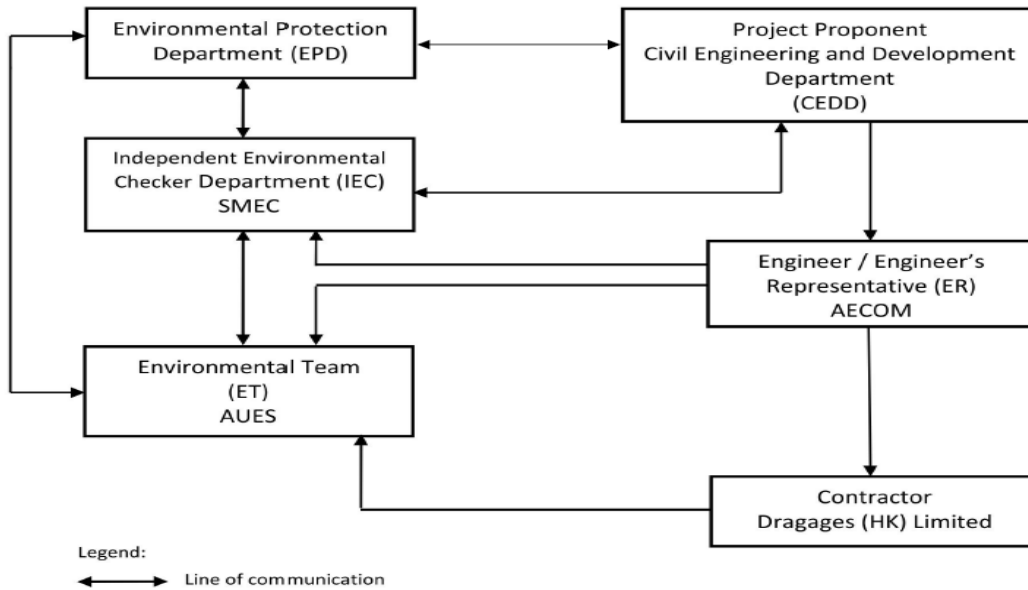 Environmental Protection
Department (EPD)
Project Proponent
Civil Engineering and Development
Department
(CEDD)
Independent Environmental
Checker Department (IEC)
SMEC
Engineer / Engineer’s
Representative (ER)
AECOM
Environmental Team
(ET)
AUES
Contractor
Dragages (HK) Limited
Legend:
Line of communication